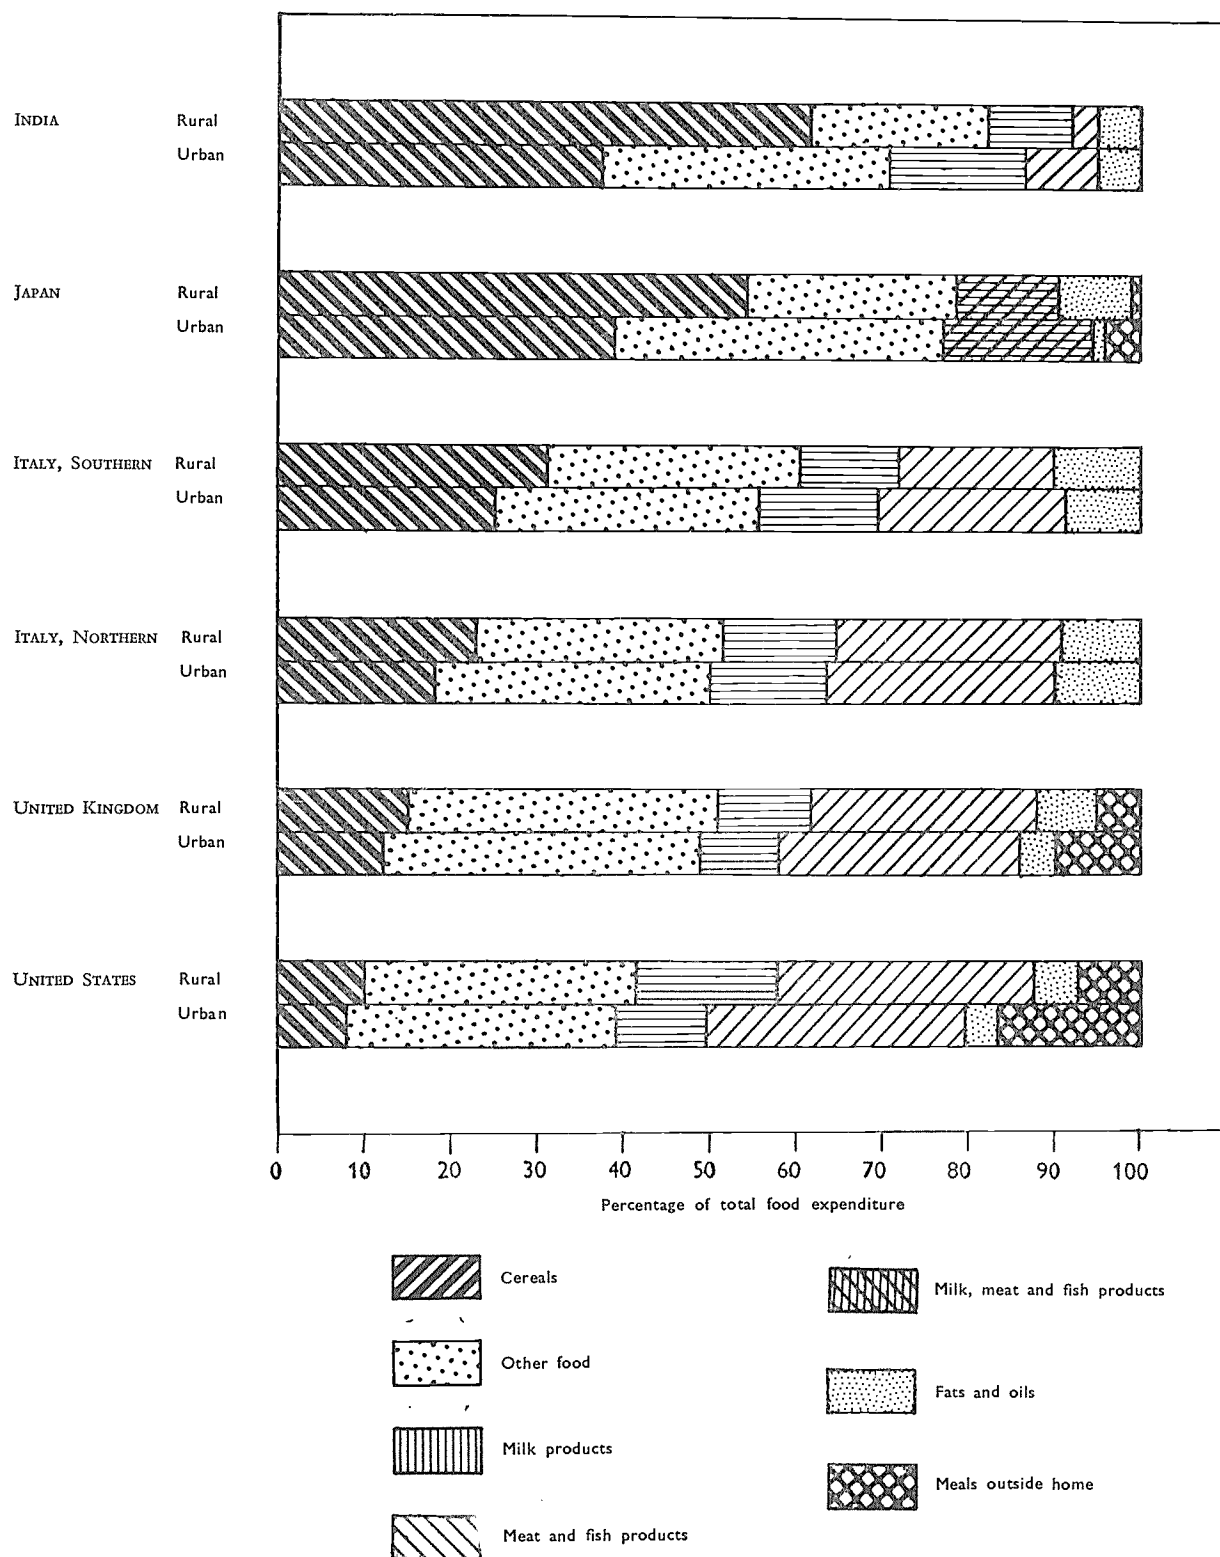 INDIA Rural
Urban
JAPAN Rural
Urban
ITALY, SOUTHERN Rural
Urban
ITALY, NORTHERN Rural
Urban
UNITED KINGDOM Rural
Urban
UNITED STATES Rural
Urban
0 10 20 30 40 50 60 70 80 90 100
Percentage of total food expenditure
Cereals
Other food
Milk products
Meat and fish products
Milk, meat and fish products
Fats and oils
Meals outside home